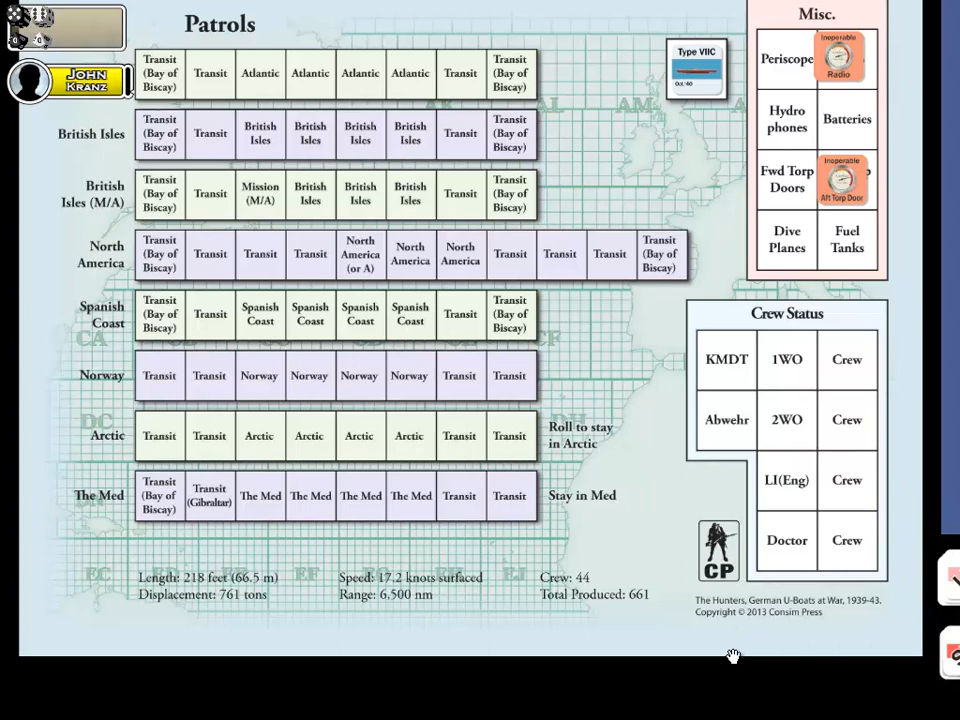 Patrols
John
Kranz
Transit (Bay of Biscay) Transit Atlantic Atlantic Atlantic Atlantic Transit Transit (Bay of Biscay)
British Isles Transit (Bay of Biscay) Transit British Isles British Isles British Isles British Isles Transit Transit (Bay of Biscay)
British Isles (M/A) Transit (Bay of Biscay) Transit Mission (M/A) British Isles British Isles British Isles Transit Transit (Bay of Biscay)
North America Transit (Bay of Biscay) Transit Transit Transit North America (or A) North America North America Transit Transit Transit Transit (Bay of Biscay)
Spanish Coast Transit (Bay of Biscay) Transit Spanish Coast Spanish Coast Spanish Coast Spanish Coast Transit Transit (Bay of Biscay)
Norway Transit Transit Norway Norway Norway Norway Transit Transit
Arctic Transit Transit Arctic Arctic Arctic Arctic Transit Transit Roll to stay in Arctic
The Med Transit (Bay of Biscay) Transit (Gibraltar) The Med The Med The Med The Med Transit Transit Stay in Med
Length: 218 feet (66.5 m) Speed: 17.2 knots surfaced Crew: 44
Displacement: 761 tons Range: 6,500 nm Total Produced: 661
Type VIIC
Oct/40
Misc.
Periscope Inoperable Radio
Hydro phones Batteries
Fwd Torp Doors Inoperable Aft Torp Door
Dive Planes Fuel Tanks
Crew Status
KMDT 1WO Crew
Abwehr 2WO Crew
LI(Eng) Crew
Doctor Crew
CP
The Hunters, German U-Boats at War, 1939-43.
Copyright © 2013 Consim Press
AL AM
CA CF
DC DH